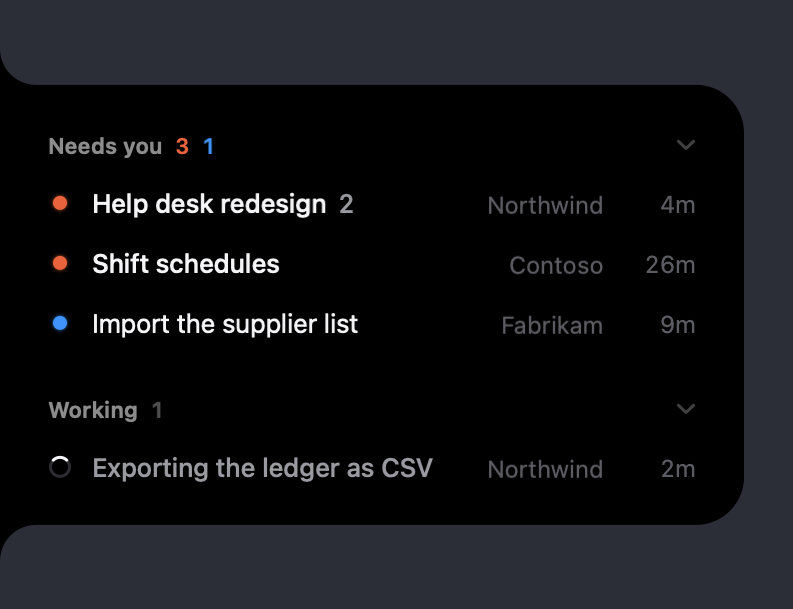 Needs you 3 1
Help desk redesign 2 Northwind 4m
Shift schedules Contoso 26m
Import the supplier list Fabrikam 9m
Working 1
Exporting the ledger as CSV Northwind 2m